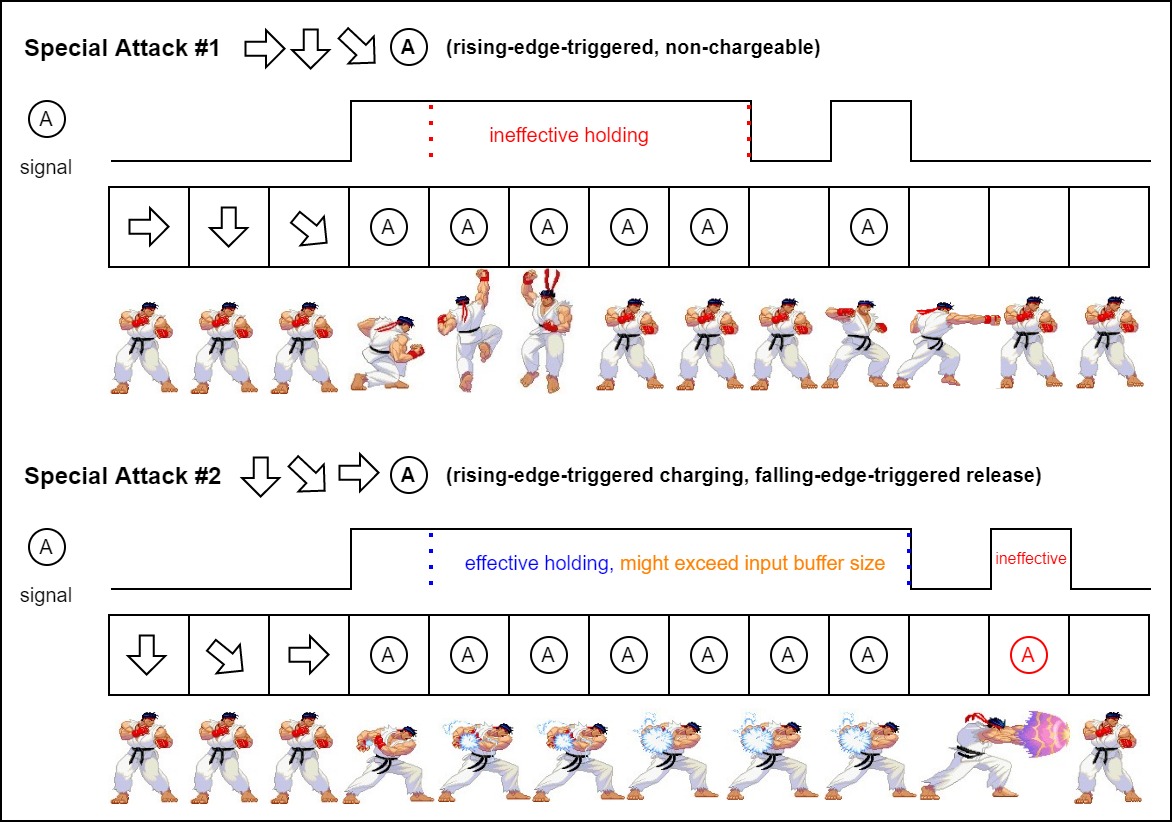 Special Attack #1 A (rising-edge-triggered, non-chargeable)
A
signal
ineffective holding
A A A A A A
Special Attack #2 A (rising-edge-triggered charging, falling-edge-triggered release)
A
signal
effective holding, might exceed input buffer size
ineffective
A A A A A A A A